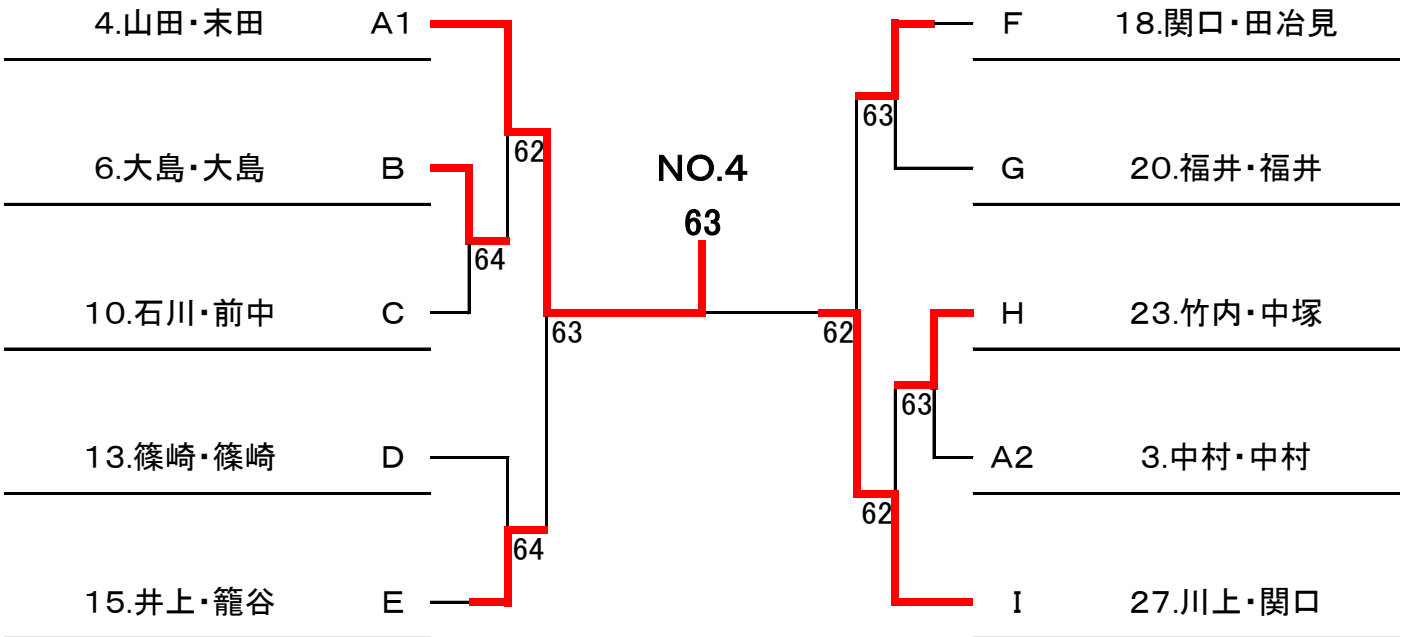 4.山田・末田 A1
6.大島・大島 B
10.石川・前中 C
13.篠崎・篠崎 D
15.井上・籠谷 E
62
64
63
64
NO.4
63
63
62
63
62
F 18.関口・田冶見
G 20.福井・福井
H 23.竹内・中塚
A2 3.中村・中村
I 27.川上・関口